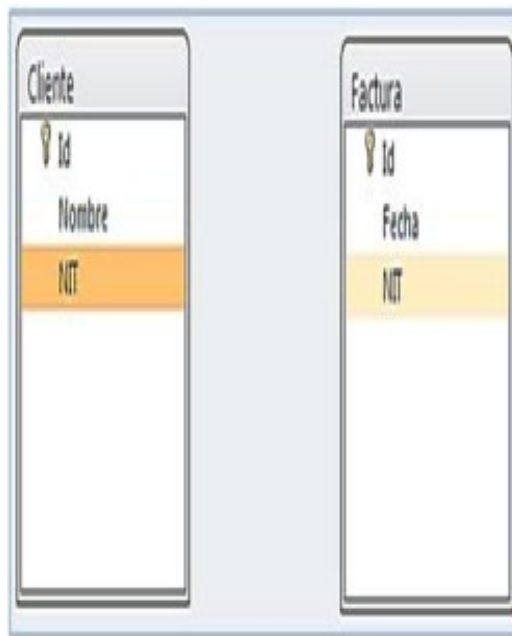 Cliente
Id
Nombre
NIT
Factura
Id
Fecha
NIT